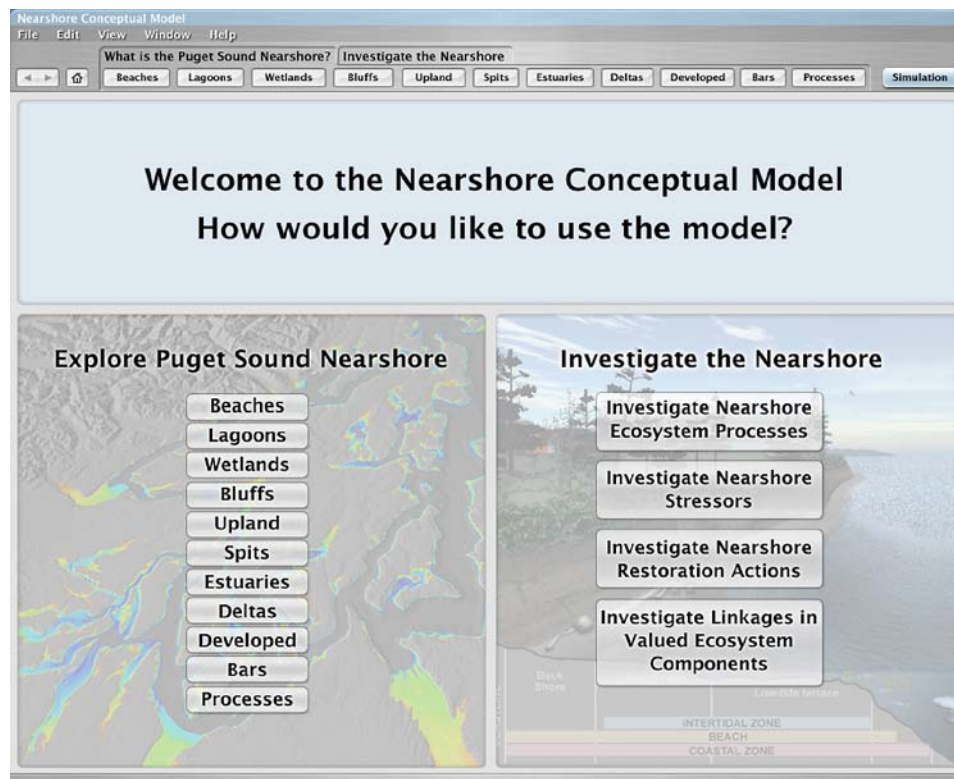 Nearshore Conceptual Model
File Edit View Window Help
What is the Puget Sound Nearshore? Investigate the Nearshore
Beaches Lagoons Wetlands Bluffs Upland Spits Estuaries Deltas Developed Bars Processes Simulation
Welcome to the Nearshore Conceptual Model
How would you like to use the model?
Explore Puget Sound Nearshore
Beaches
Lagoons
Wetlands
Bluffs
Upland
Spits
Estuaries
Deltas
Developed
Bars
Processes
Investigate the Nearshore
Investigate Nearshore
Ecosystem Processes
Investigate Nearshore
Stressors
Investigate Nearshore
Restoration Actions
Investigate Linkages in
Valued Ecosystem
Components
Back
Shore
Low-tide terrace
INTERTIDAL ZONE
BEACH
COASTAL ZONE